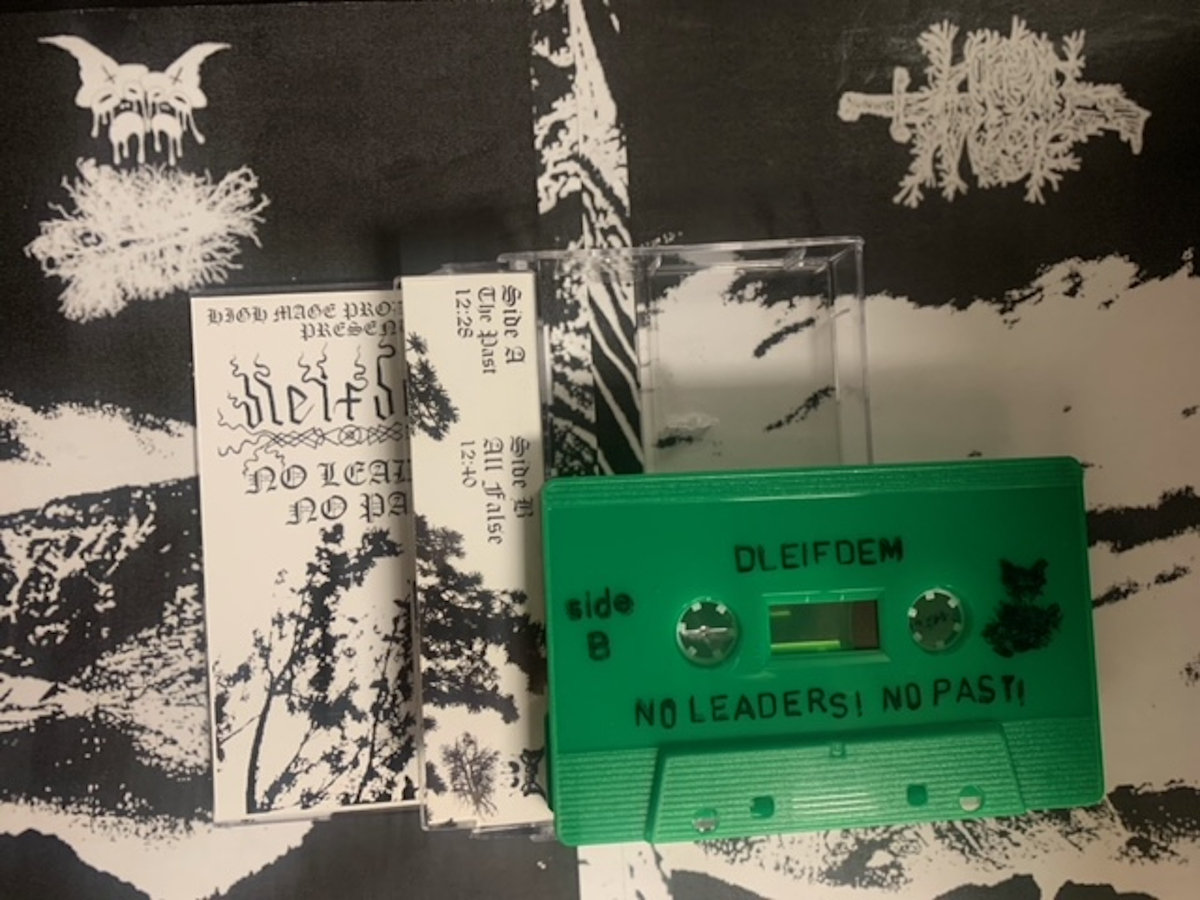 HIGH MAGE PRO
PRESEN
NO LEA
NO PA
Side A
The Past
12:28
Side B
All False
12:40
DLEIFDEM
side
B
NO LEADERS! NO PAST!